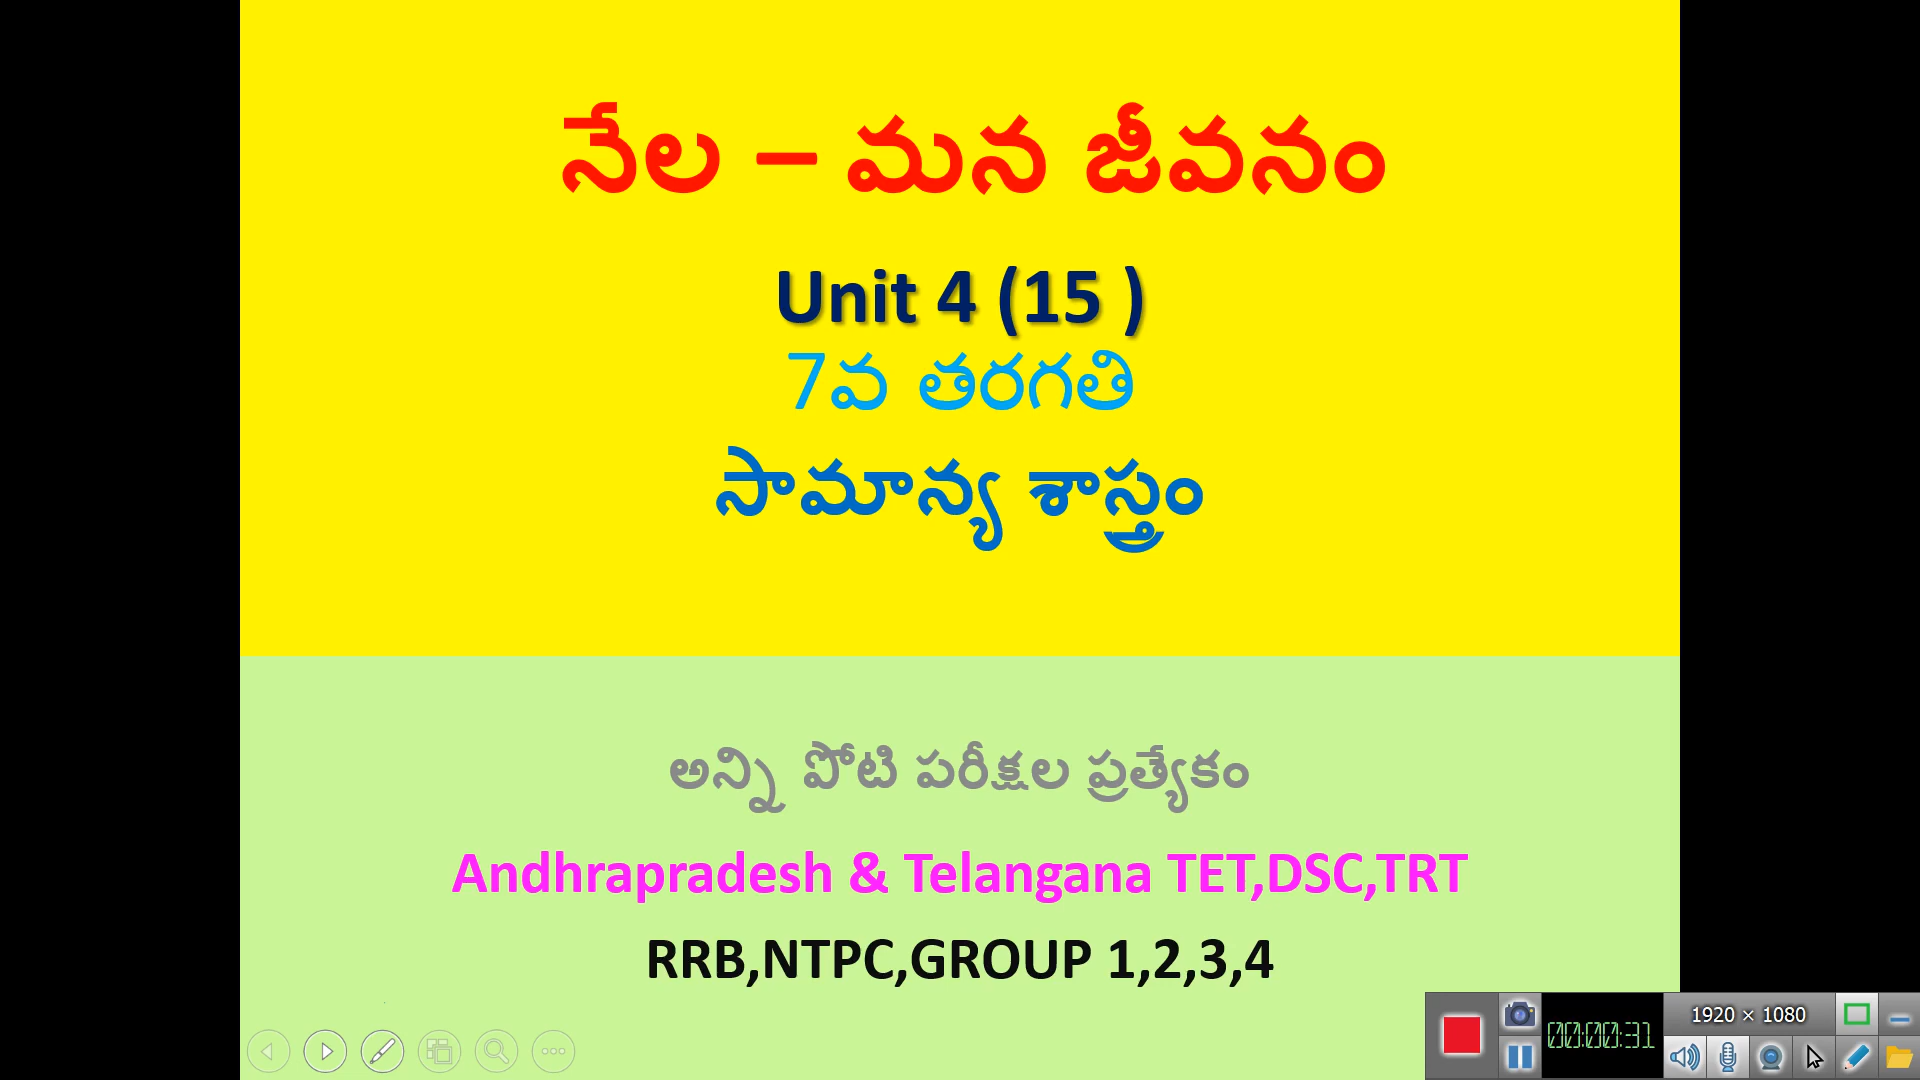 నేల – మన జీవనం
Unit 4 (15 )
7వ తరగతి
సామాన్య శాస్త్రం
అన్ని పోటి పరీక్షల ప్రత్యేకం
Andhrapradesh & Telangana TET,DSC,TRT
RRB,NTPC,GROUP 1,2,3,4
1920 × 1080
00:00:31